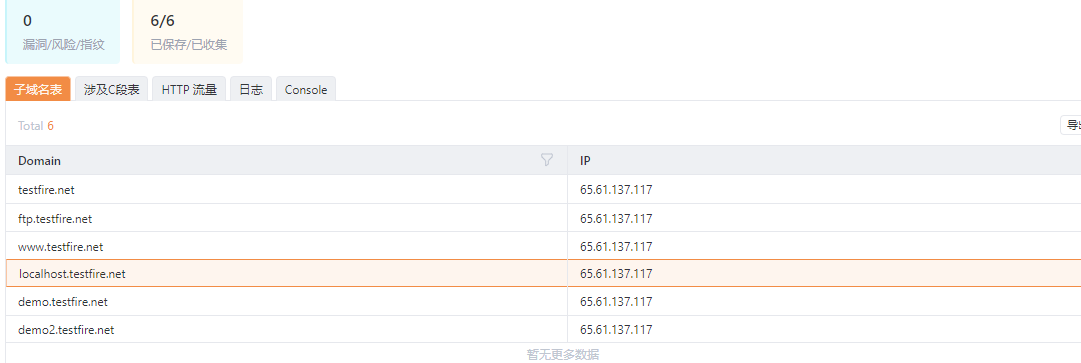 0 6/6
漏洞/风险/指纹 已保存/已收集
子域名表 涉及C段表 HTTP 流量 日志 Console
Total 6 导出
Domain IP
testfire.net 65.61.137.117
ftp.testfire.net 65.61.137.117
www.testfire.net 65.61.137.117
localhost.testfire.net 65.61.137.117
demo.testfire.net 65.61.137.117
demo2.testfire.net 65.61.137.117
暂无更多数据